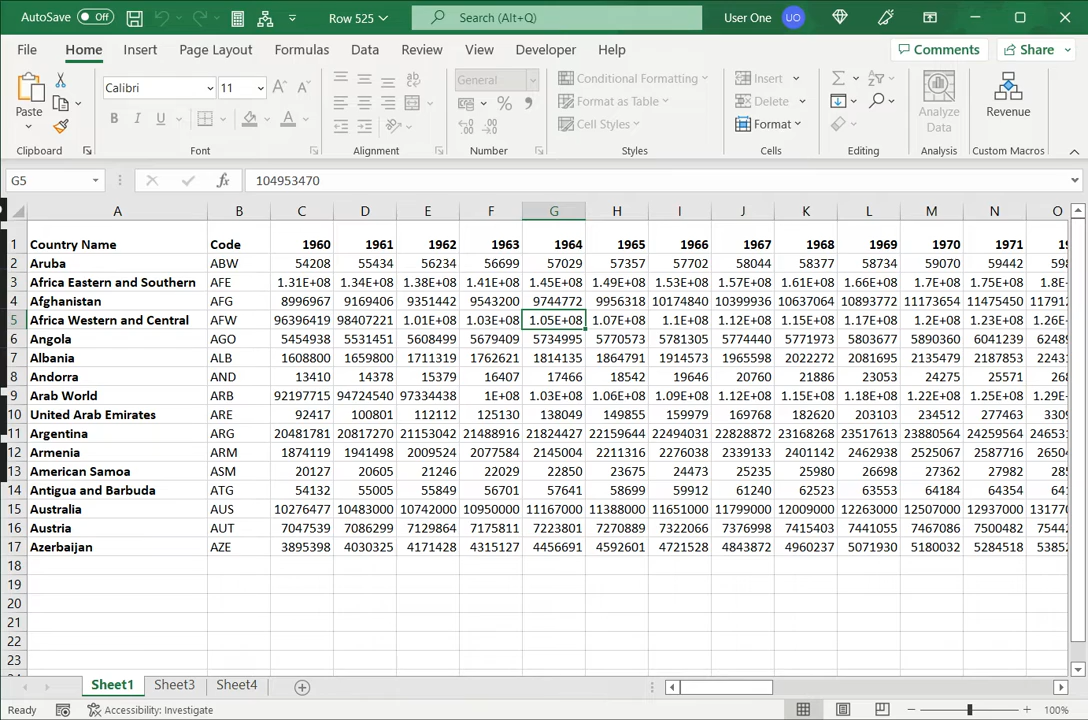 AutoSave Off Row 525 Search (Alt+Q) User One UO
File Home Insert Page Layout Formulas Data Review View Developer Help Comments Share
Calibri 11 General Conditional Formatting Insert
Format as Table Delete
Paste Cell Styles Format Analyze Data Revenue
Clipboard Font Alignment Number Styles Cells Editing Analysis Custom Macros
G5 fx 104953470
A B C D E F G H I J K L M N O
1 Country Name Code 1960 1961 1962 1963 1964 1965 1966 1967 1968 1969 1970 1971 19
2 Aruba ABW 54208 55434 56234 56699 57029 57357 57702 58044 58377 58734 59070 59442 598
3 Africa Eastern and Southern AFE 1.31E+08 1.34E+08 1.38E+08 1.41E+08 1.45E+08 1.49E+08 1.53E+08 1.57E+08 1.61E+08 1.66E+08 1.7E+08 1.75E+08 1.8E-
4 Afghanistan AFG 8996967 9169406 9351442 9543200 9744772 9956318 10174840 10399936 10637064 10893772 11173654 11475450 117912
5 Africa Western and Central AFW 96396419 98407221 1.01E+08 1.03E+08 1.05E+08 1.07E+08 1.1E+08 1.12E+08 1.15E+08 1.17E+08 1.2E+08 1.23E+08 1.26E-
6 Angola AGO 5454938 5531451 5608499 5679409 5734995 5770573 5781305 5774440 5771973 5803677 5890360 6041239 62489
7 Albania ALB 1608800 1659800 1711319 1762621 1814135 1864791 1914573 1965598 2022272 2081695 2135479 2187853 22431
8 Andorra AND 13410 14378 15379 16407 17466 18542 19646 20760 21886 23053 24275 25571 268
9 Arab World ARB 92197715 94724540 97334438 1E+08 1.03E+08 1.06E+08 1.09E+08 1.12E+08 1.15E+08 1.18E+08 1.22E+08 1.25E+08 1.29E-
10 United Arab Emirates ARE 92417 100801 112112 125130 138049 149855 159979 169768 182620 203103 234512 277463 3309
11 Argentina ARG 20481781 20817270 21153042 21488916 21824427 22159644 22494031 22828872 23168268 23517613 23880564 24259564 246531
12 Armenia ARM 1874119 1941498 2009524 2077584 2145004 2211316 2276038 2339133 2401142 2462938 2525067 2587716 26504
13 American Samoa ASM 20127 20605 21246 22029 22850 23675 24473 25235 25980 26698 27362 27982 285
14 Antigua and Barbuda ATG 54132 55005 55849 56701 57641 58699 59912 61240 62523 63553 64184 64354 641
15 Australia AUS 10276477 10483000 10742000 10950000 11167000 11388000 11651000 11799000 12009000 12263000 12507000 12937000 131770
16 Austria AUT 7047539 7086299 7129864 7175811 7223801 7270889 7322066 7376998 7415403 7441055 7467086 7500482 75442
17 Azerbaijan AZE 3895398 4030325 4171428 4315127 4456691 4592601 4721528 4843872 4960237 5071930 5180032 5284518 53852
18
19
20
21
22
23
Sheet1 Sheet3 Sheet4
Ready Accessibility: Investigate 100%